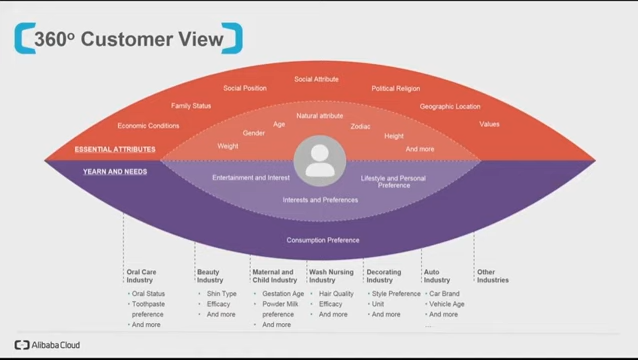 360° Customer View
Social Attribute
Social Position
Political Religion
Family Status
Geographic Location
Economic Conditions
Values
Natural attribute
Age
Zodiac
Gender
Height
Weight
And more
ESSENTIAL ATTRIBUTES
YEARN AND NEEDS
Entertainment and Interest
Lifestyle and Personal
Preference
Interests and Preferences
Consumption Preference
Oral Care
Industry
• Oral Status
• Toothpaste
preference
• And more
Beauty
Industry
• Shin Type
• Efficacy
• And more
Maternal and
Child Industry
• Gestation Age
• Powder Milk
preference
• And more
Wash Nursing
Industry
• Hair Quality
• Efficacy
• And more
Decorating
Industry
• Style Preference
• Unit
• And more
Auto
Industry
• Car Brand
• Vehicle Age
• And more
...
Other
Industries
Alibaba Cloud